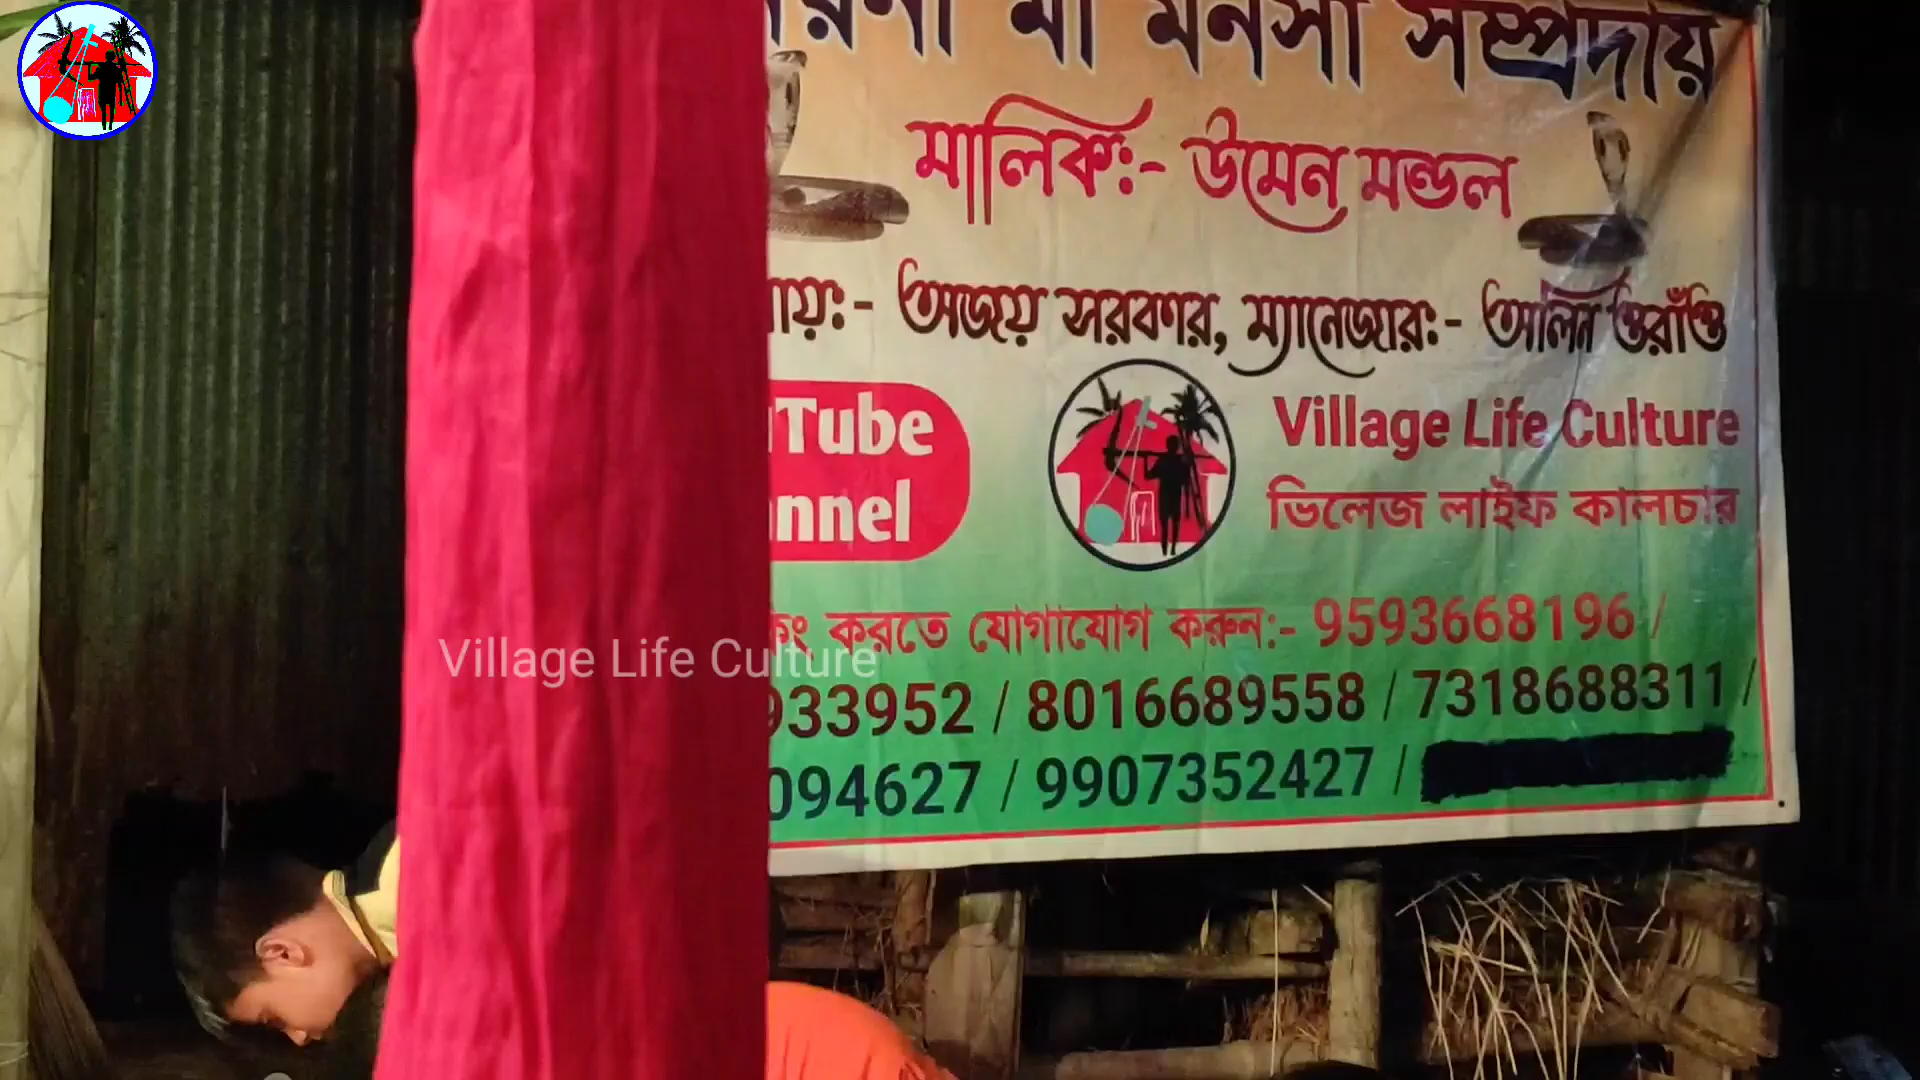 মা মনসা সম্প্রদায়
মালিক:- উমেন মন্ডল
অজয় সরকার, ম্যানেজার:- আলিন ওরাঁও
Tube
nnel
Village Life Culture
ভিলেজ লাইফ কালচার
করতে যোগাযোগ করুন:- 9593668196 /
933952 / 8016689558 / 7318688311 /
094627 / 9907352427 /
Village Life Culture